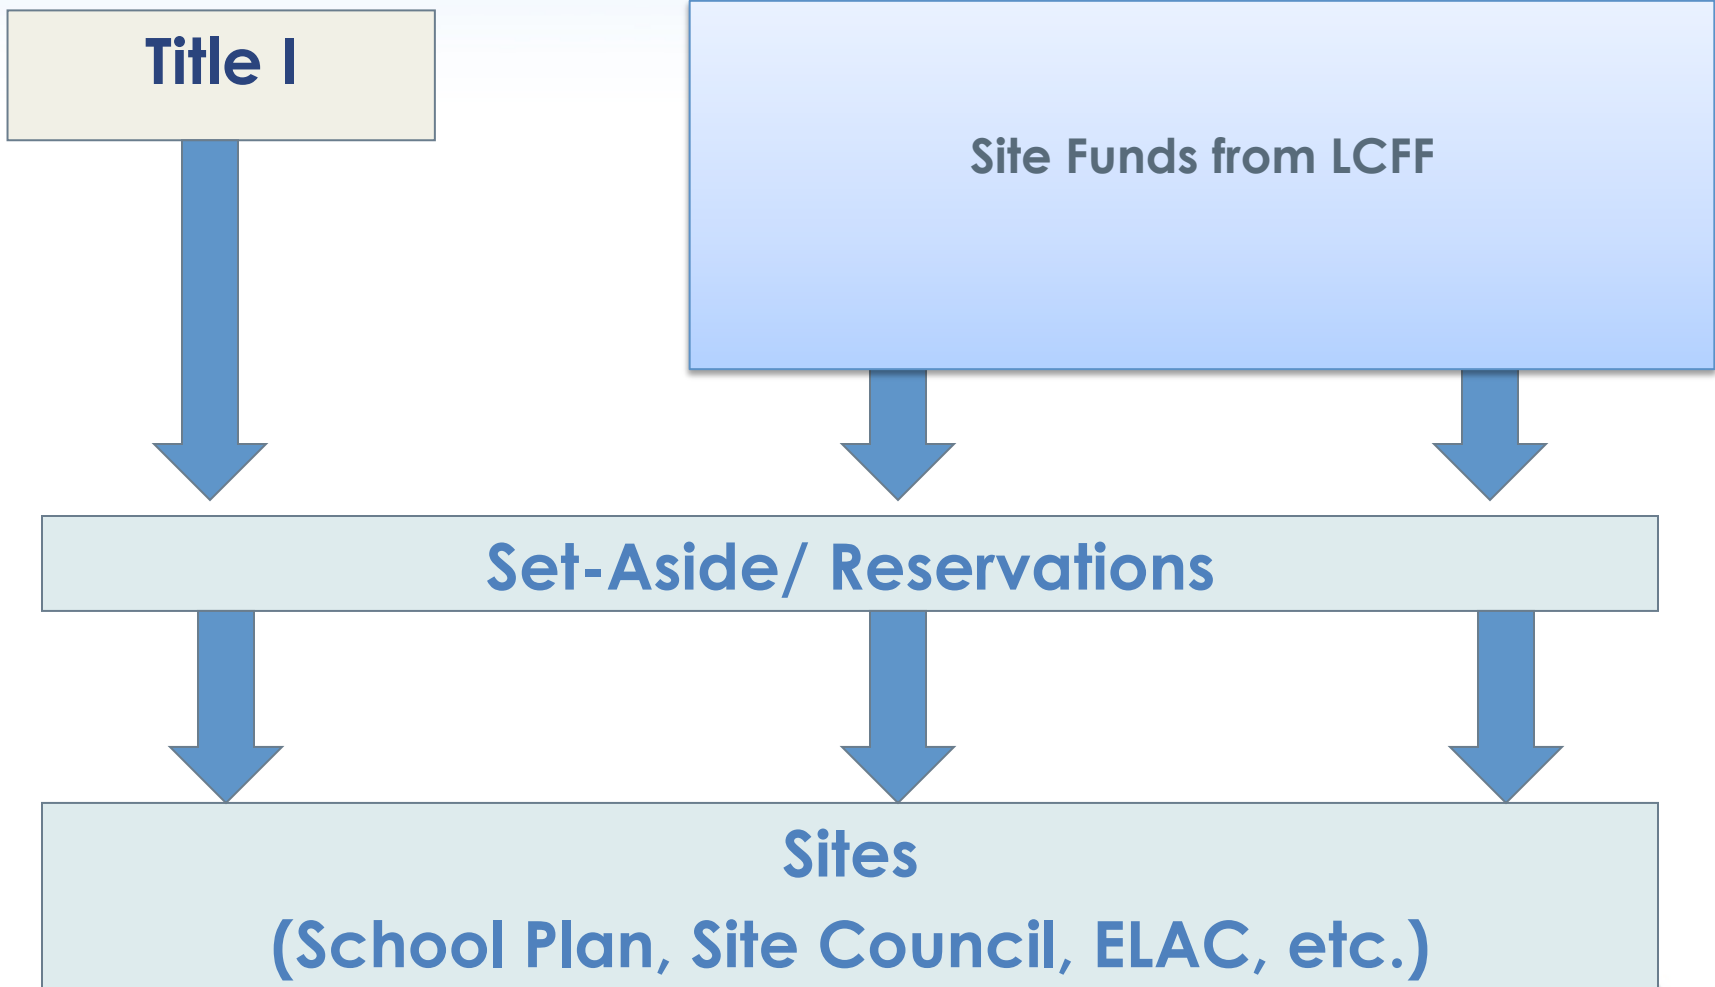 Title I
Site Funds from LCFF
Set-Aside/ Reservations
Sites
(School Plan, Site Council, ELAC, etc.)